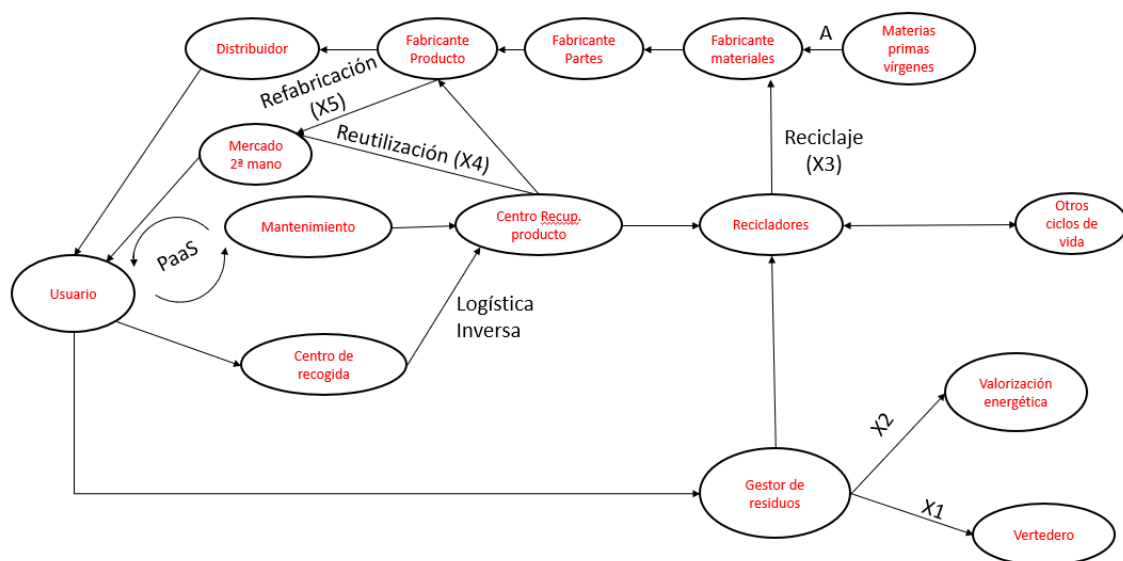 A
Distribuidor
Fabricante
Producto
Fabricante
Partes
Fabricante
materiales
Materias
primas
vírgenes
Refabricación
(X5)
Mercado
2ª mano
Reutilización (X4)
Reciclaje
(X3)
Mantenimiento
Centro Recup.
producto
Recicladores
Otros
ciclos de
vida
PaaS
Usuario
Logística
Inversa
Centro de
recogida
Valorización
energética
X2
Gestor de
residuos
X1
Vertedero